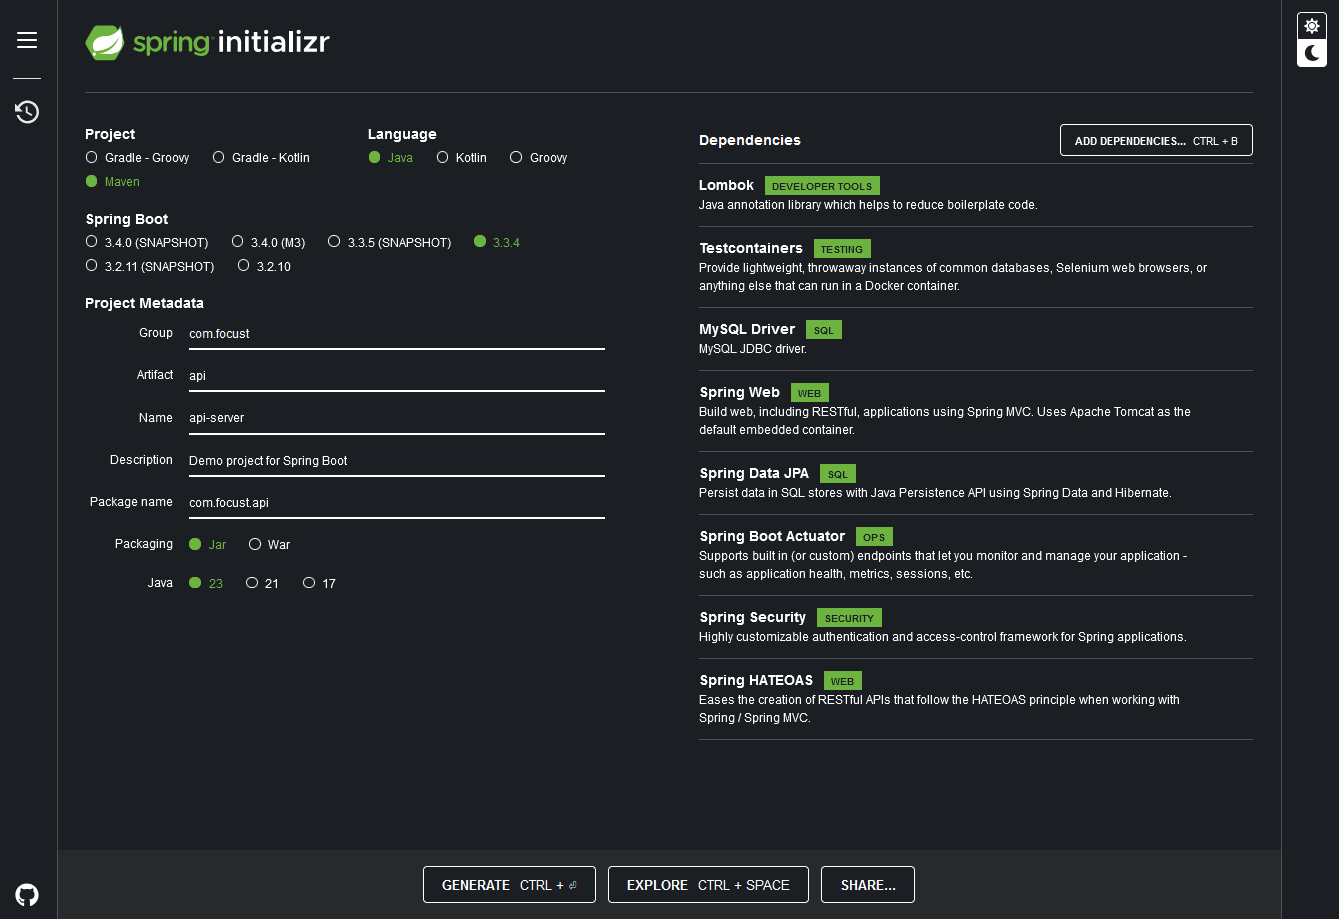 spring initializr
Project
Gradle - Groovy Gradle - Kotlin
Maven
Language
Java Kotlin Groovy
Spring Boot
3.4.0 (SNAPSHOT) 3.4.0 (M3) 3.3.5 (SNAPSHOT) 3.3.4
3.2.11 (SNAPSHOT) 3.2.10
Project Metadata
Group com.focust
Artifact api
Name api-server
Description Demo project for Spring Boot
Package name com.focust.api
Packaging Jar War
Java 23 21 17
Dependencies
ADD DEPENDENCIES... CTRL + B
Lombok DEVELOPER TOOLS
Java annotation library which helps to reduce boilerplate code.
Testcontainers TESTING
Provide lightweight, throwaway instances of common databases, Selenium web browsers, or
anything else that can run in a Docker container.
MySQL Driver SQL
MySQL JDBC driver.
Spring Web WEB
Build web, including RESTful, applications using Spring MVC. Uses Apache Tomcat as the
default embedded container.
Spring Data JPA SQL
Persist data in SQL stores with Java Persistence API using Spring Data and Hibernate.
Spring Boot Actuator OPS
Supports built in (or custom) endpoints that let you monitor and manage your application -
such as application health, metrics, sessions, etc.
Spring Security SECURITY
Highly customizable authentication and access-control framework for Spring applications.
Spring HATEOAS WEB
Eases the creation of RESTful APIs that follow the HATEOAS principle when working with
Spring / Spring MVC.
GENERATE CTRL + ⏎
EXPLORE CTRL + SPACE
SHARE...